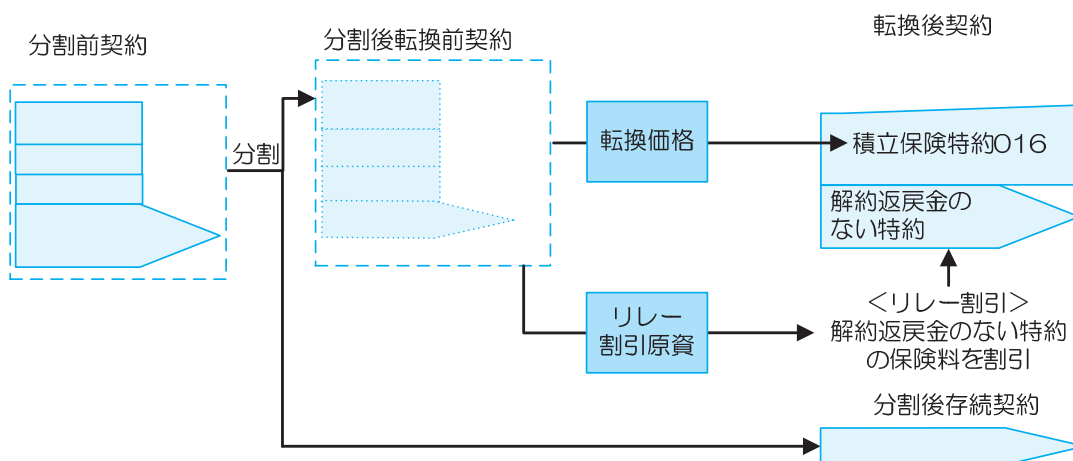 分割前契約
分割後転換前契約
転換後契約
分割
転換価格
積立保険特約016
解約返戻金の
ない特約
リレー
割引原資
＜リレー割引＞
解約返戻金のない特約
の保険料を割引
分割後存続契約